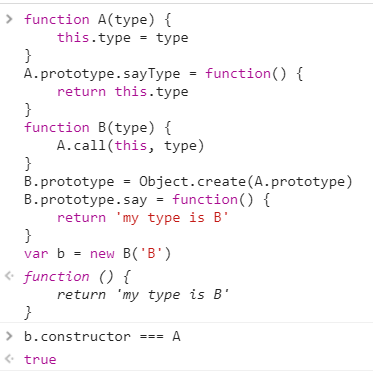 > function A(type) {
    this.type = type
}
A.prototype.sayType = function() {
    return this.type
}
function B(type) {
    A.call(this, type)
}
B.prototype = Object.create(A.prototype)
B.prototype.say = function() {
    return 'my type is B'
}
var b = new B('B')
< function () {
    return 'my type is B'
}
> b.constructor === A
< true